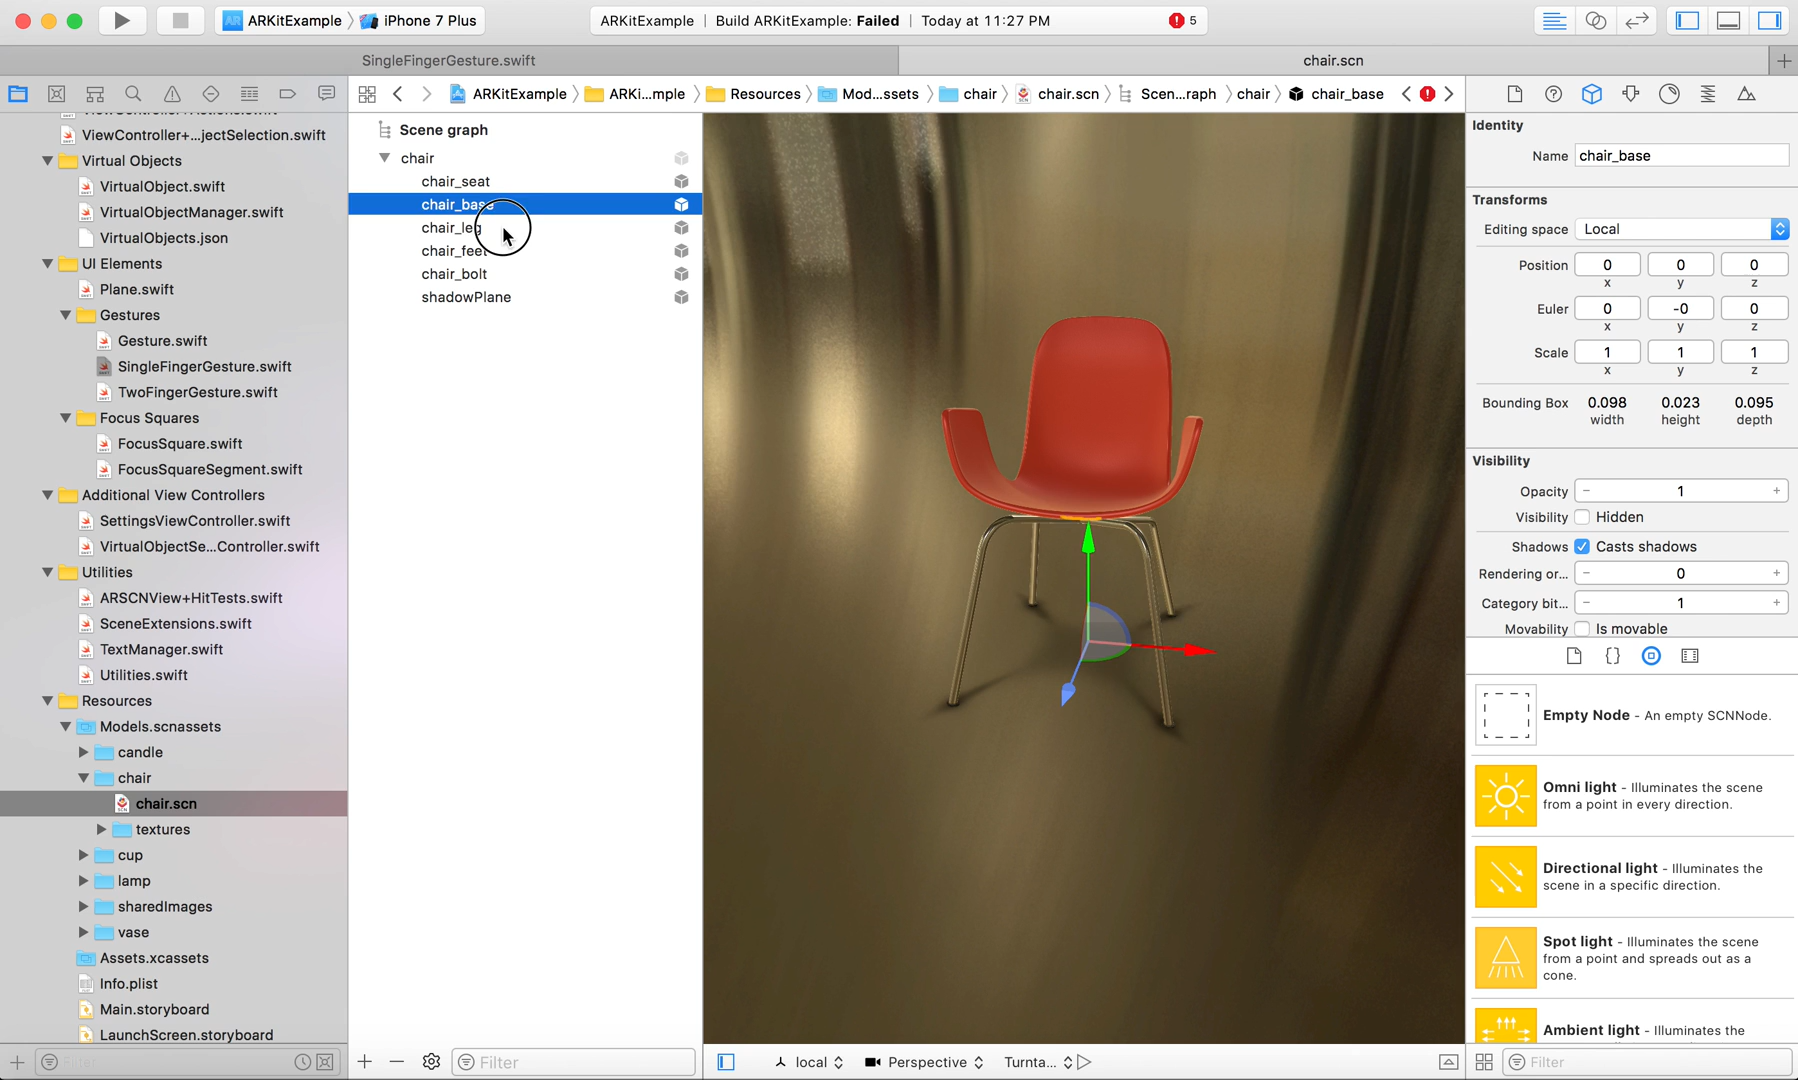 ARKitExample iPhone 7 Plus
ARKitExample | Build ARKitExample: Failed | Today at 11:27 PM 5
SingleFingerGesture.swift
chair.scn
ViewController+...jectSelection.swift
Virtual Objects
VirtualObject.swift
VirtualObjectManager.swift
VirtualObjects.json
UI Elements
Plane.swift
Gestures
Gesture.swift
SingleFingerGesture.swift
TwoFingerGesture.swift
Focus Squares
FocusSquare.swift
FocusSquareSegment.swift
Additional View Controllers
SettingsViewController.swift
VirtualObjectSe...Controller.swift
Utilities
ARSCNView+HitTests.swift
SceneExtensions.swift
TextManager.swift
Utilities.swift
Resources
Models.scnassets
candle
chair
chair.scn
textures
cup
lamp
sharedImages
vase
Assets.xcassets
Info.plist
Main.storyboard
LaunchScreen.storyboard
Filter
ARKitExample ARKi...mple Resources Mod...ssets chair chair.scn Scen...raph chair chair_base
Scene graph
chair
chair_seat
chair_base
chair_leg
chair_feet
chair_bolt
shadowPlane
Filter
local Perspective Turnta...
Identity
Name chair_base
Transforms
Editing space Local
Position 0 0 0
x y z
Euler 0 -0 0
x y z
Scale 1 1 1
x y z
Bounding Box 0.098 0.023 0.095
width height depth
Visibility
Opacity 1
Visibility Hidden
Shadows Casts shadows
Rendering or... 0
Category bit... 1
Movability Is movable
Empty Node - An empty SCNNode.
Omni light - Illuminates the scene
from a point in every direction.
Directional light - Illuminates the
scene in a specific direction.
Spot light - Illuminates the scene
from a point and spreads out as a
cone.
Ambient light - Illuminates the
Filter